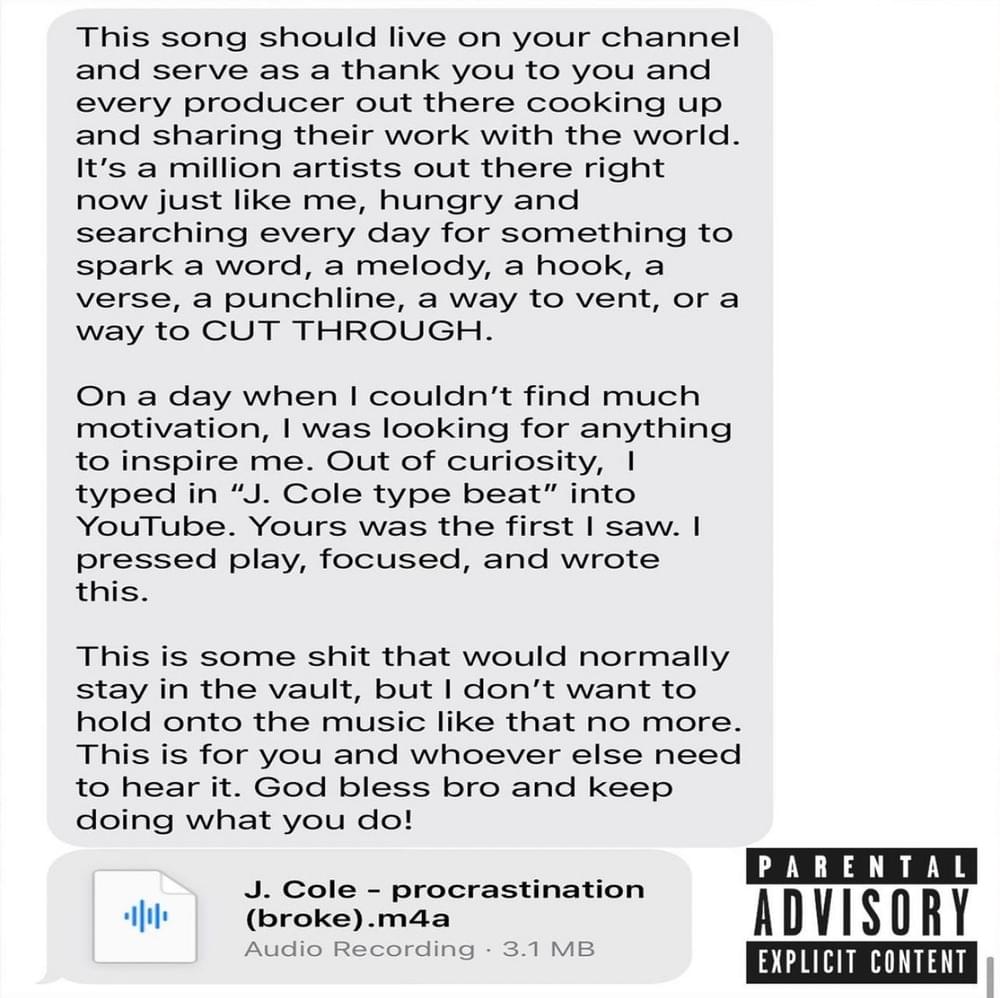 This song should live on your channel
and serve as a thank you to you and
every producer out there cooking up
and sharing their work with the world.
It’s a million artists out there right
now just like me, hungry and
searching every day for something to
spark a word, a melody, a hook, a
verse, a punchline, a way to vent, or a
way to CUT THROUGH.
On a day when I couldn’t find much
motivation, I was looking for anything
to inspire me. Out of curiosity, I
typed in “J. Cole type beat” into
YouTube. Yours was the first I saw. I
pressed play, focused, and wrote
this.
This is some shit that would normally
stay in the vault, but I don’t want to
hold onto the music like that no more.
This is for you and whoever else need
to hear it. God bless bro and keep
doing what you do!
J. Cole - procrastination
(broke).m4a
Audio Recording · 3.1 MB
PARENTAL
ADVISORY
EXPLICIT CONTENT